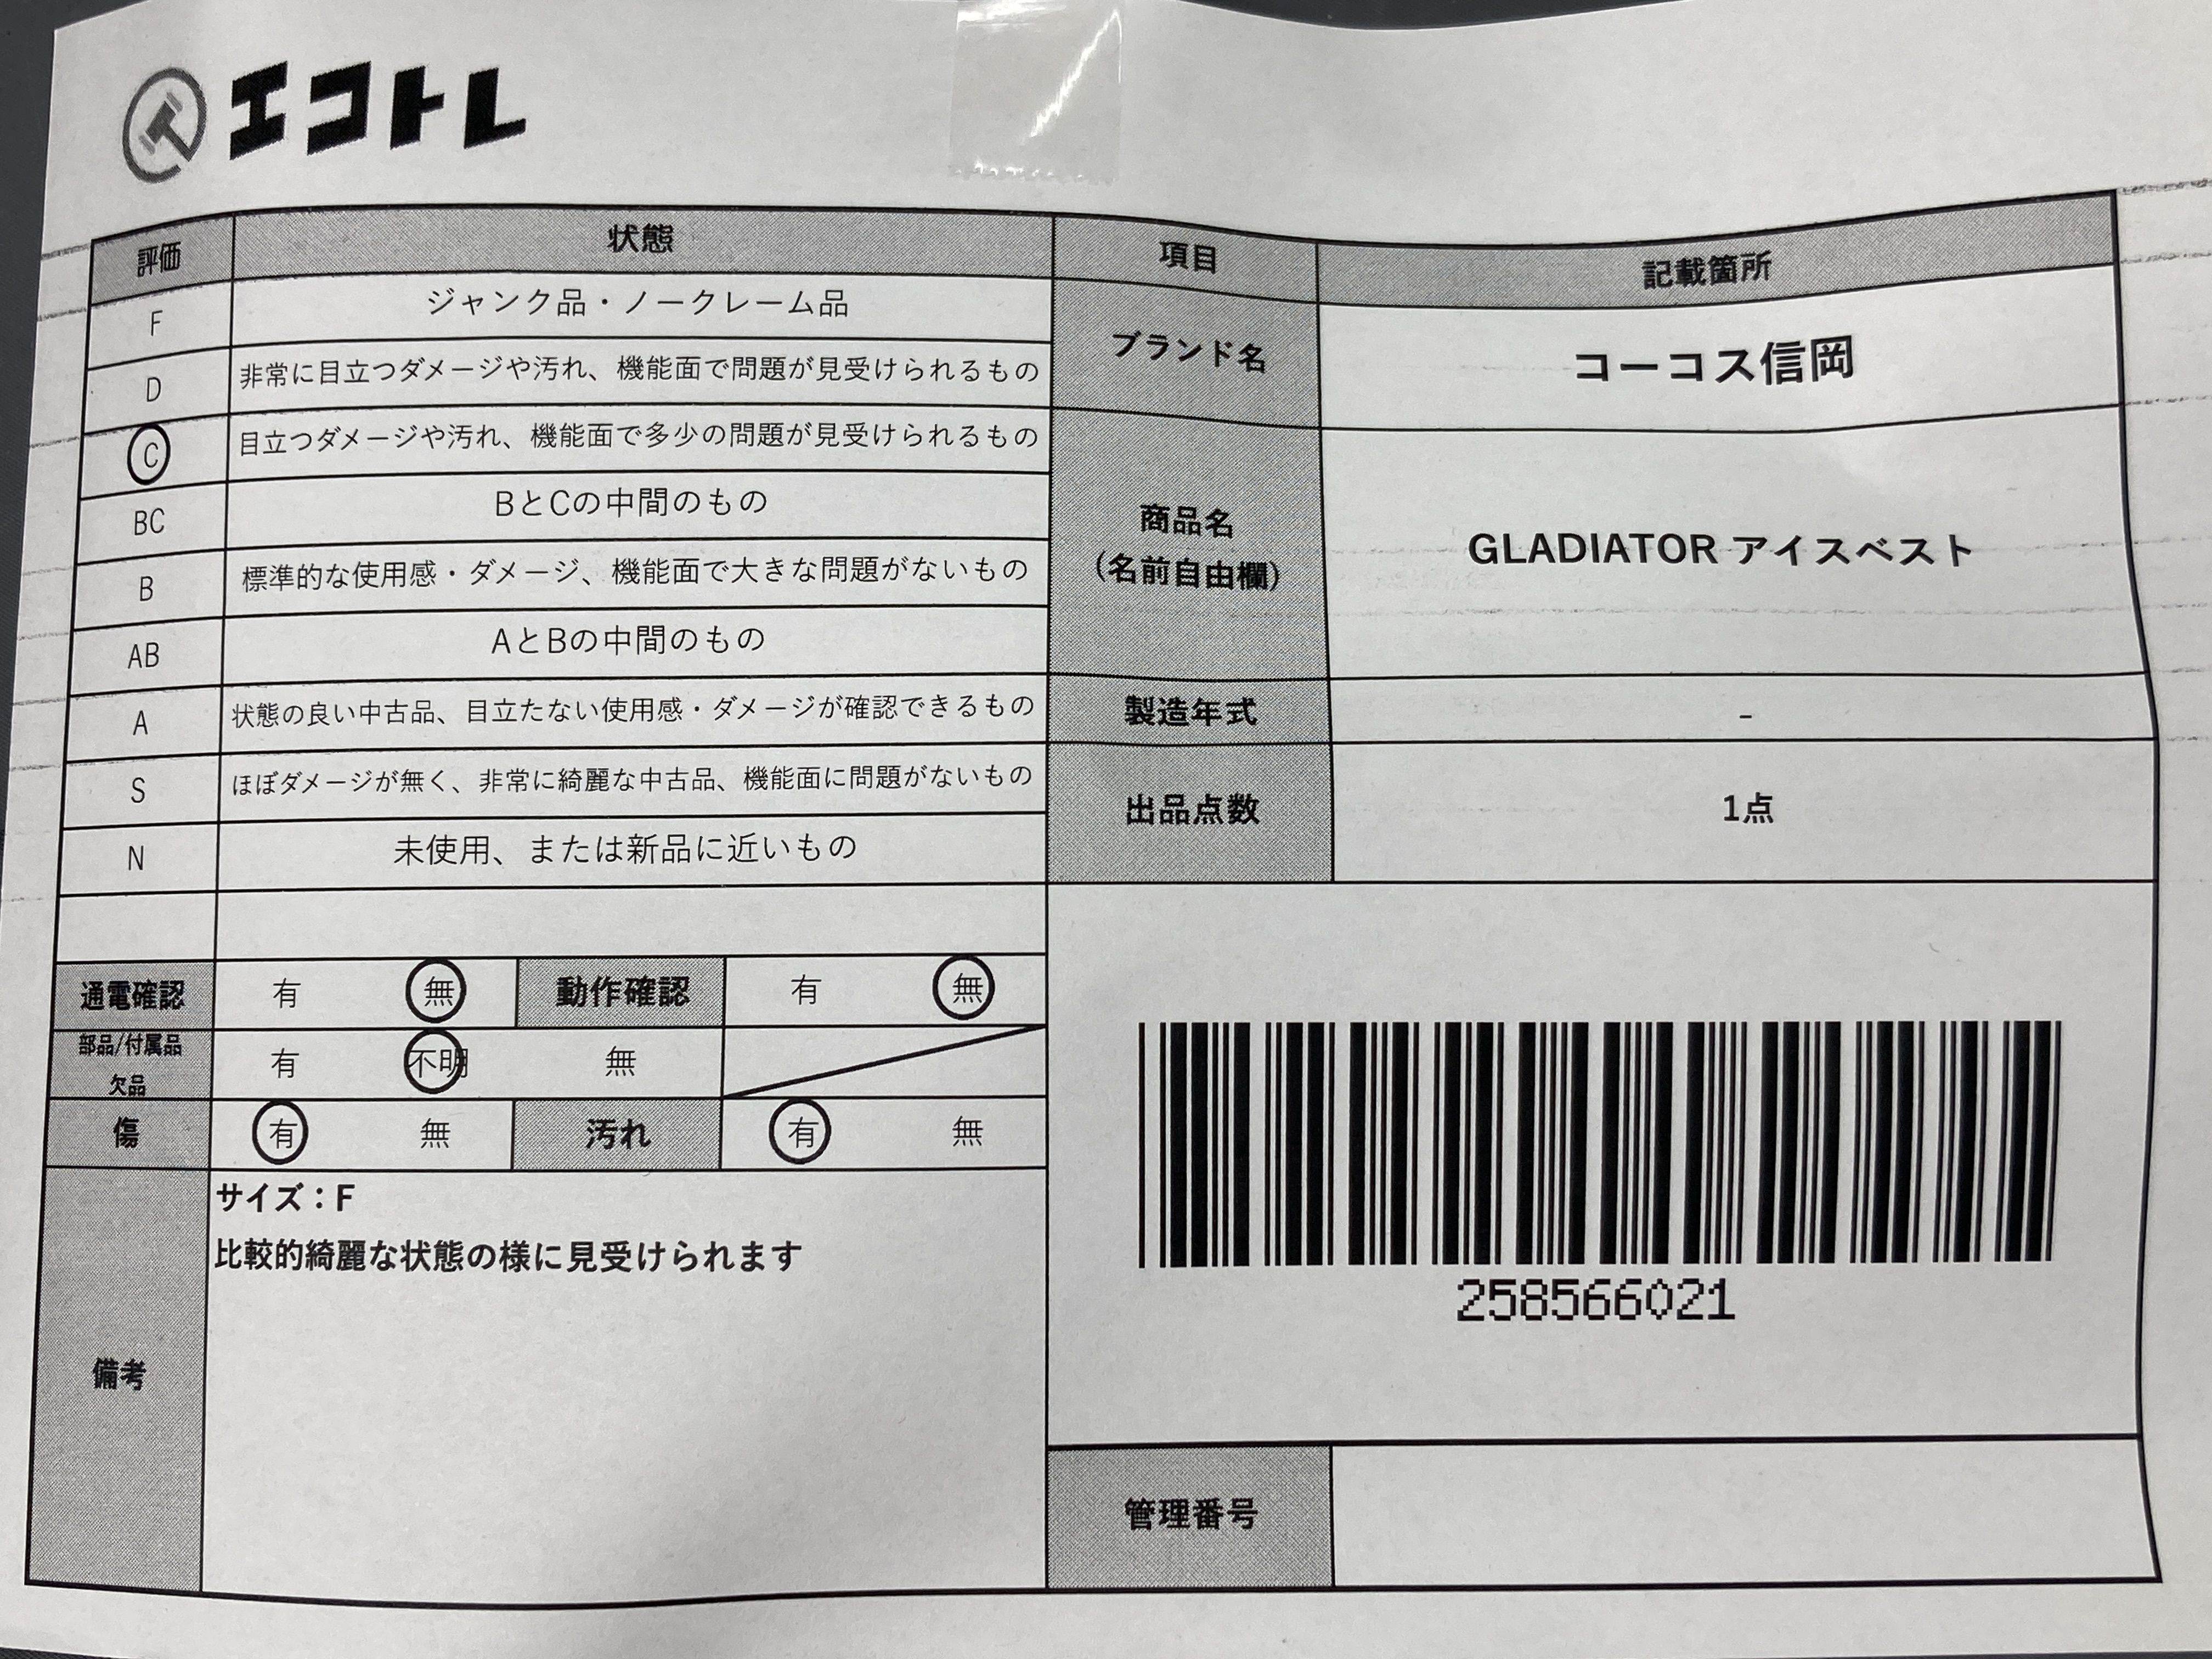 エコトレ
評価 状態
F ジャンク品・ノークレーム品
D 非常に目立つダメージや汚れ、機能面で問題が見受けられるもの
C 目立つダメージや汚れ、機能面で多少の問題が見受けられるもの
BC BとCの中間のもの
B 標準的な使用感・ダメージ、機能面で大きな問題がないもの
AB AとBの中間のもの
A 状態の良い中古品、目立たない使用感・ダメージが確認できるもの
S ほぼダメージが無く、非常に綺麗な中古品、機能面に問題がないもの
N 未使用、または新品に近いもの
通電確認 有 無 動作確認 有 無
部品/付属品
欠品
有 不明 無
傷 有 無 汚れ 有 無
備考
サイズ：F
比較的綺麗な状態の様に見受けられます
項目 記載箇所
ブランド名 コーコス信岡
商品名
(名前自由欄)
GLADIATOR アイスベスト
製造年式 -
出品点数 1点
258566021
管理番号